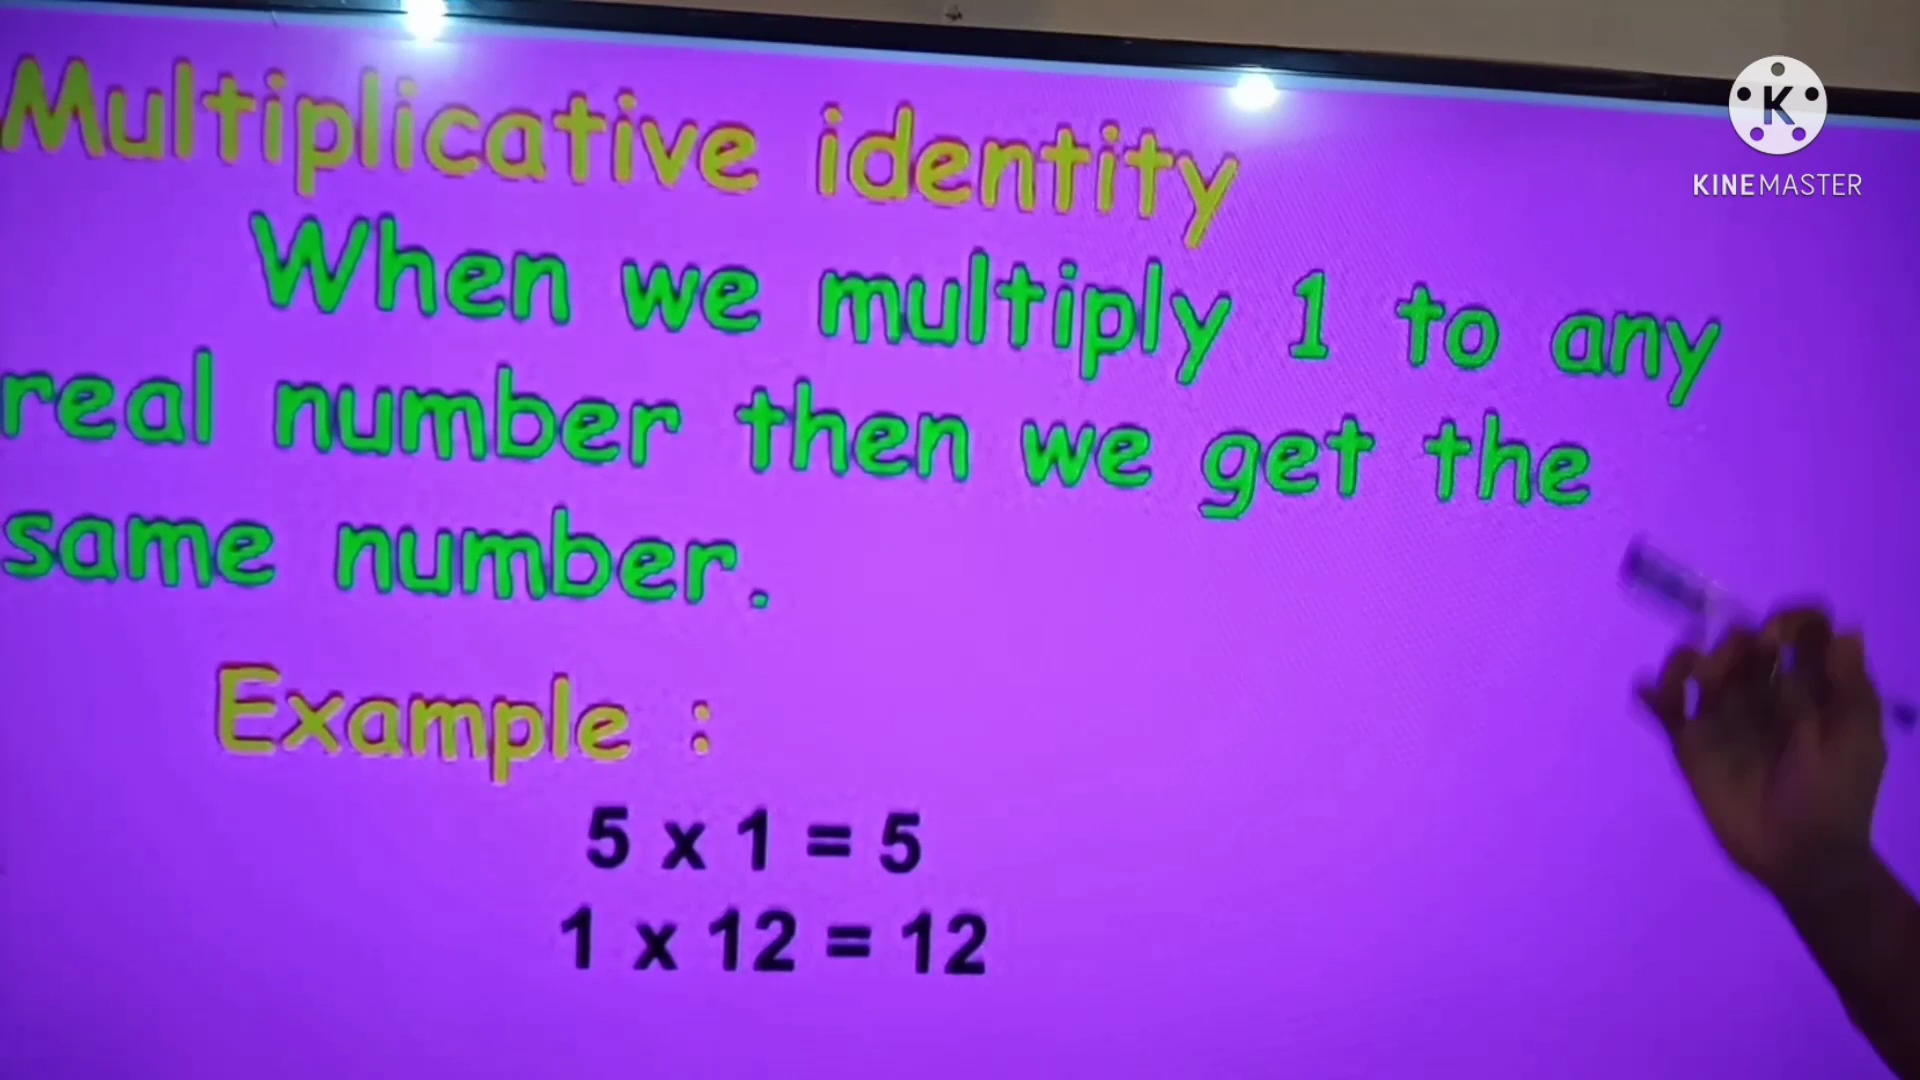 Multiplicative identity
When we multiply 1 to any
real number then we get the
same number.
Example :
5 x 1 = 5
1 x 12 = 12
K
KINEMASTER